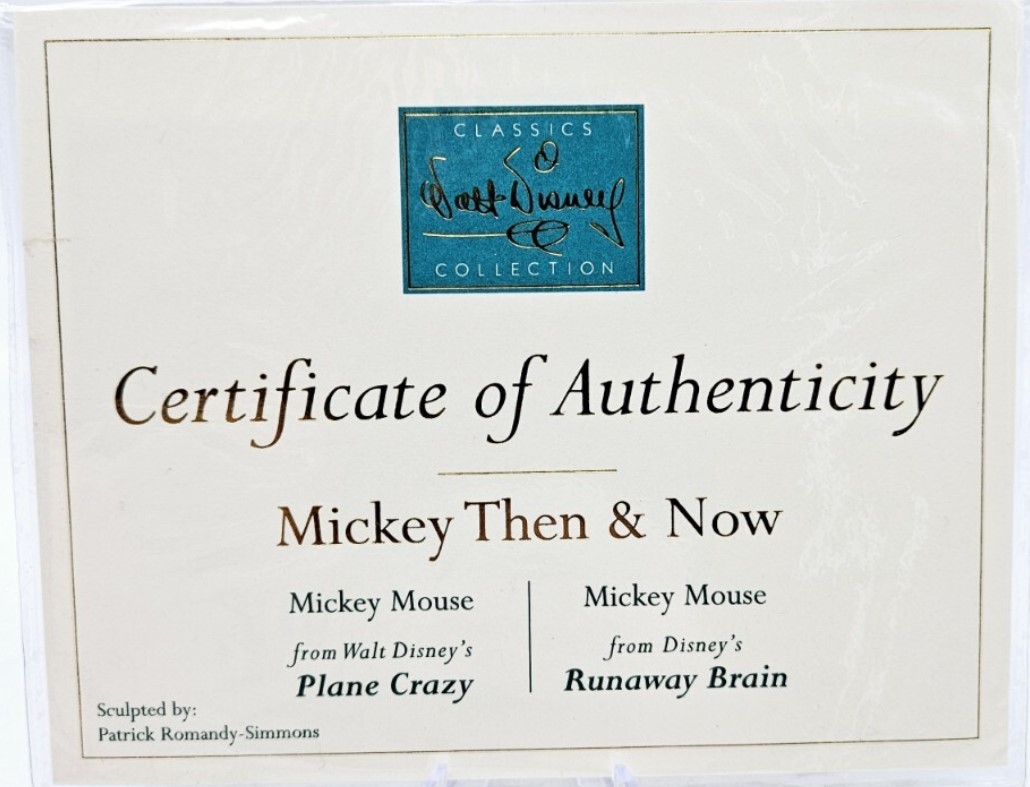 CLASSICS
Walt Disney
COLLECTION
Certificate of Authenticity
Mickey Then & Now
Mickey Mouse
from Walt Disney's
Plane Crazy
Mickey Mouse
from Disney's
Runaway Brain
Sculpted by:
Patrick Romandy-Simmons